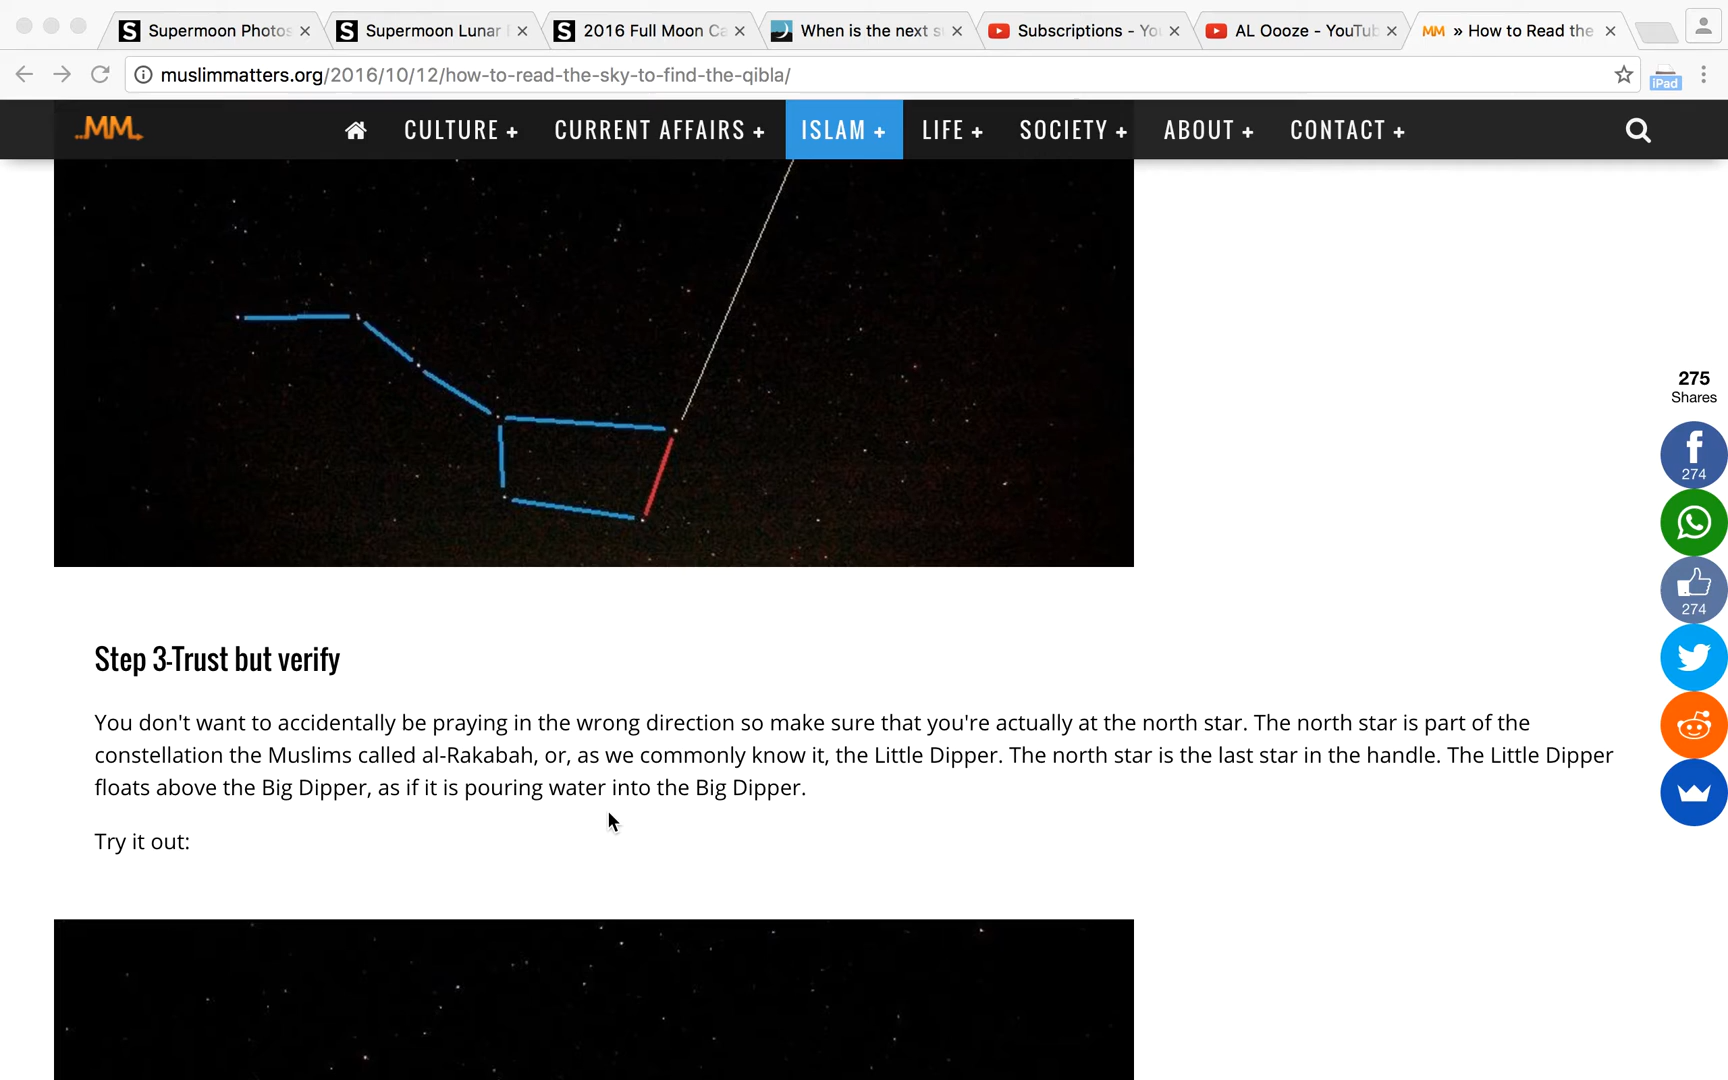 Supermoon Photos
Supermoon Lunar
2016 Full Moon Ca
When is the next s
Subscriptions - You
AL Oooze - YouTub
MM » How to Read the
muslimmatters.org/2016/10/12/how-to-read-the-sky-to-find-the-qibla/
iPad
..MM.
CULTURE +
CURRENT AFFAIRS +
ISLAM +
LIFE +
SOCIETY +
ABOUT +
CONTACT +
275
Shares
274
274
Step 3-Trust but verify
You don't want to accidentally be praying in the wrong direction so make sure that you're actually at the north star. The north star is part of the
constellation the Muslims called al-Rakabah, or, as we commonly know it, the Little Dipper. The north star is the last star in the handle. The Little Dipper
floats above the Big Dipper, as if it is pouring water into the Big Dipper.
Try it out: